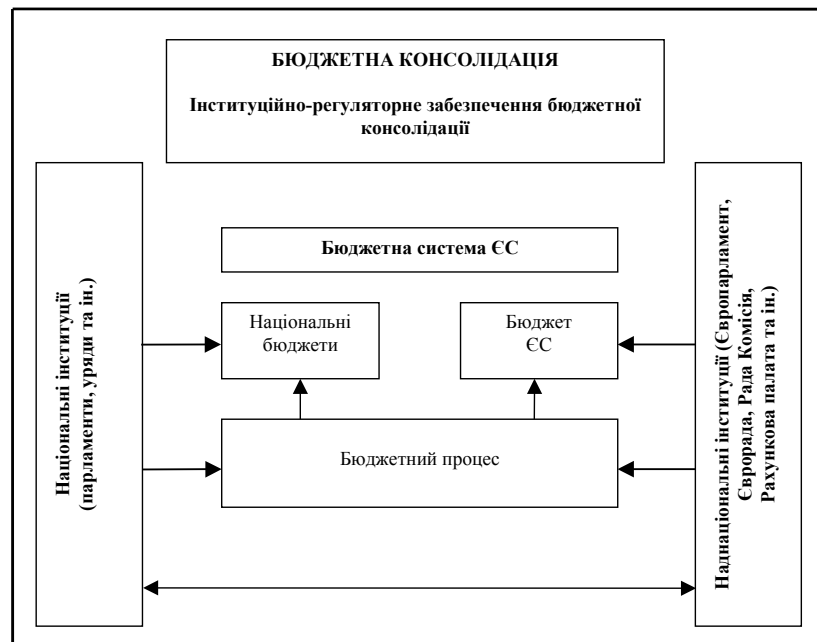 БЮДЖЕТНА КОНСОЛІДАЦІЯ
Інституційно-регуляторне забезпечення бюджетної
консолідації
Національні інституції
(парламенти, уряди та ін.)
Бюджетна система ЄС
Національні
бюджети
Бюджет
ЄС
Бюджетний процес
Наднаціональні інституції (Європарламент,
Єврорада, Рада Комісія,
Рахункова палата та ін.)